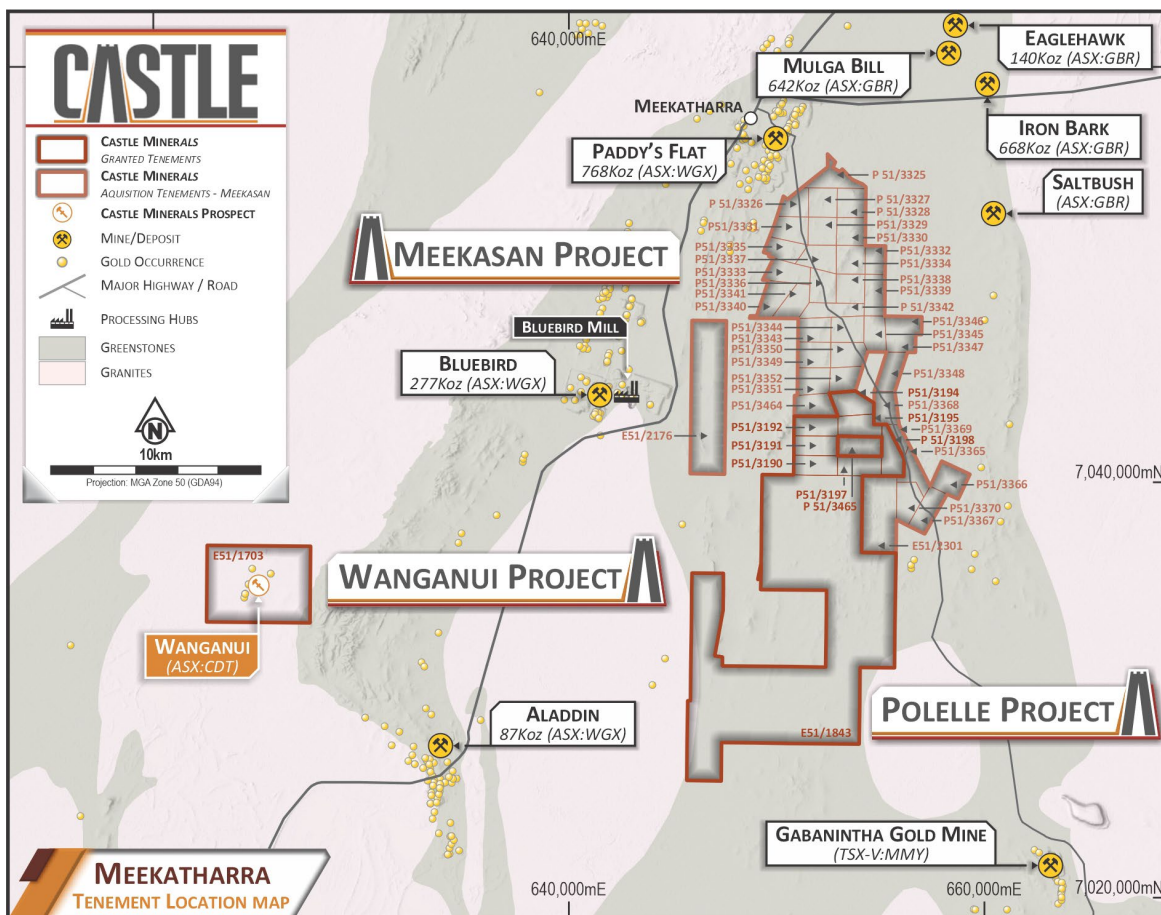 CASTLE
CASTLE MINERALS
GRANTED TENEMENTS
CASTLE MINERALS
AQUISITION TENEMENTS - MEEKASAN
CASTLE MINERALS PROSPECT
MINE/DEPOSIT
GOLD OCCURRENCE
MAJOR HIGHWAY / ROAD
PROCESSING HUBS
GREENSTONES
GRANITES
N
10km
Projection: MGA Zone 50 (GDA94)
640,000mE
EAGLEHAWK
140Koz (ASX:GBR)
MULGA BILL
642Koz (ASX:GBR)
MEEKATHARRA
IRON BARK
668Koz (ASX:GBR)
PADDY'S FLAT
768Koz (ASX:WGX)
SALTBUSH
(ASX:GBR)
MEEKASAN PROJECT
P 51/3325
P 51/3326
P 51/3327
P 51/3328
P51/3331
P51/3329
P51/3330
P51/3335
P51/3332
P51/3337
P51/3334
P51/3333
P51/3336
P51/3338
P51/3341
P51/3339
P51/3340
P 51/3342
P51/3344
P51/3346
P51/3343
P51/3345
P51/3350
P51/3347
P51/3349
P51/3348
P51/3352
P51/3351
P51/3194
P51/3464
P51/3368
P51/3195
P51/3192
P51/3369
P 51/3198
P51/3191
P51/3365
P51/3190
E51/2176
P51/3366
P51/3197
P 51/3465
P51/3370
P51/3367
E51/2301
BLUEBIRD MILL
BLUEBIRD
277Koz (ASX:WGX)
7,040,000mN
E51/1703
WANGANUI PROJECT
WANGANUI
(ASX:CDT)
ALADDIN
87Koz (ASX:WGX)
E51/1843
POLELLE PROJECT
GABANINTHA GOLD MINE
(TSX-V:MMY)
MEEKATHARRA
TENEMENT LOCATION MAP
640,000mE
660,000mE
7,020,000mN